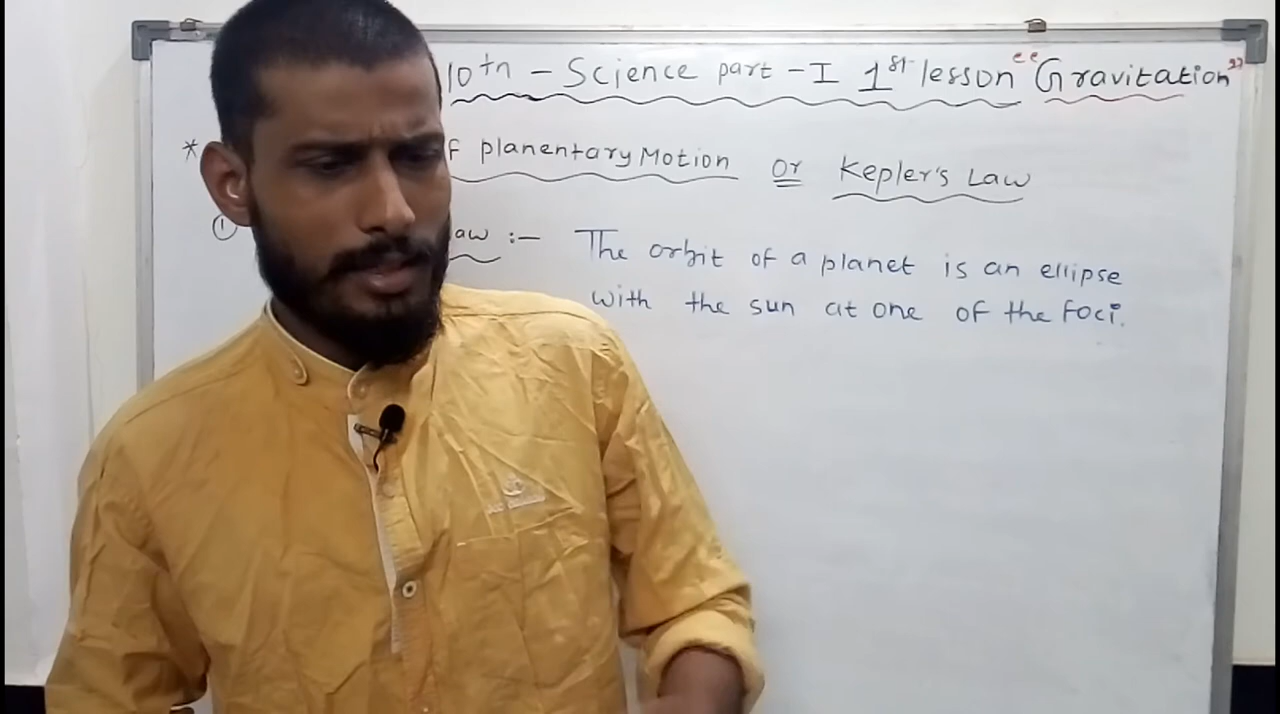 10th - Science part - I 1st lesson "Gravitation"
* f planentary Motion or Kepler's Law
① aw :- The orbit of a planet is an ellipse
with the sun at one of the foci.